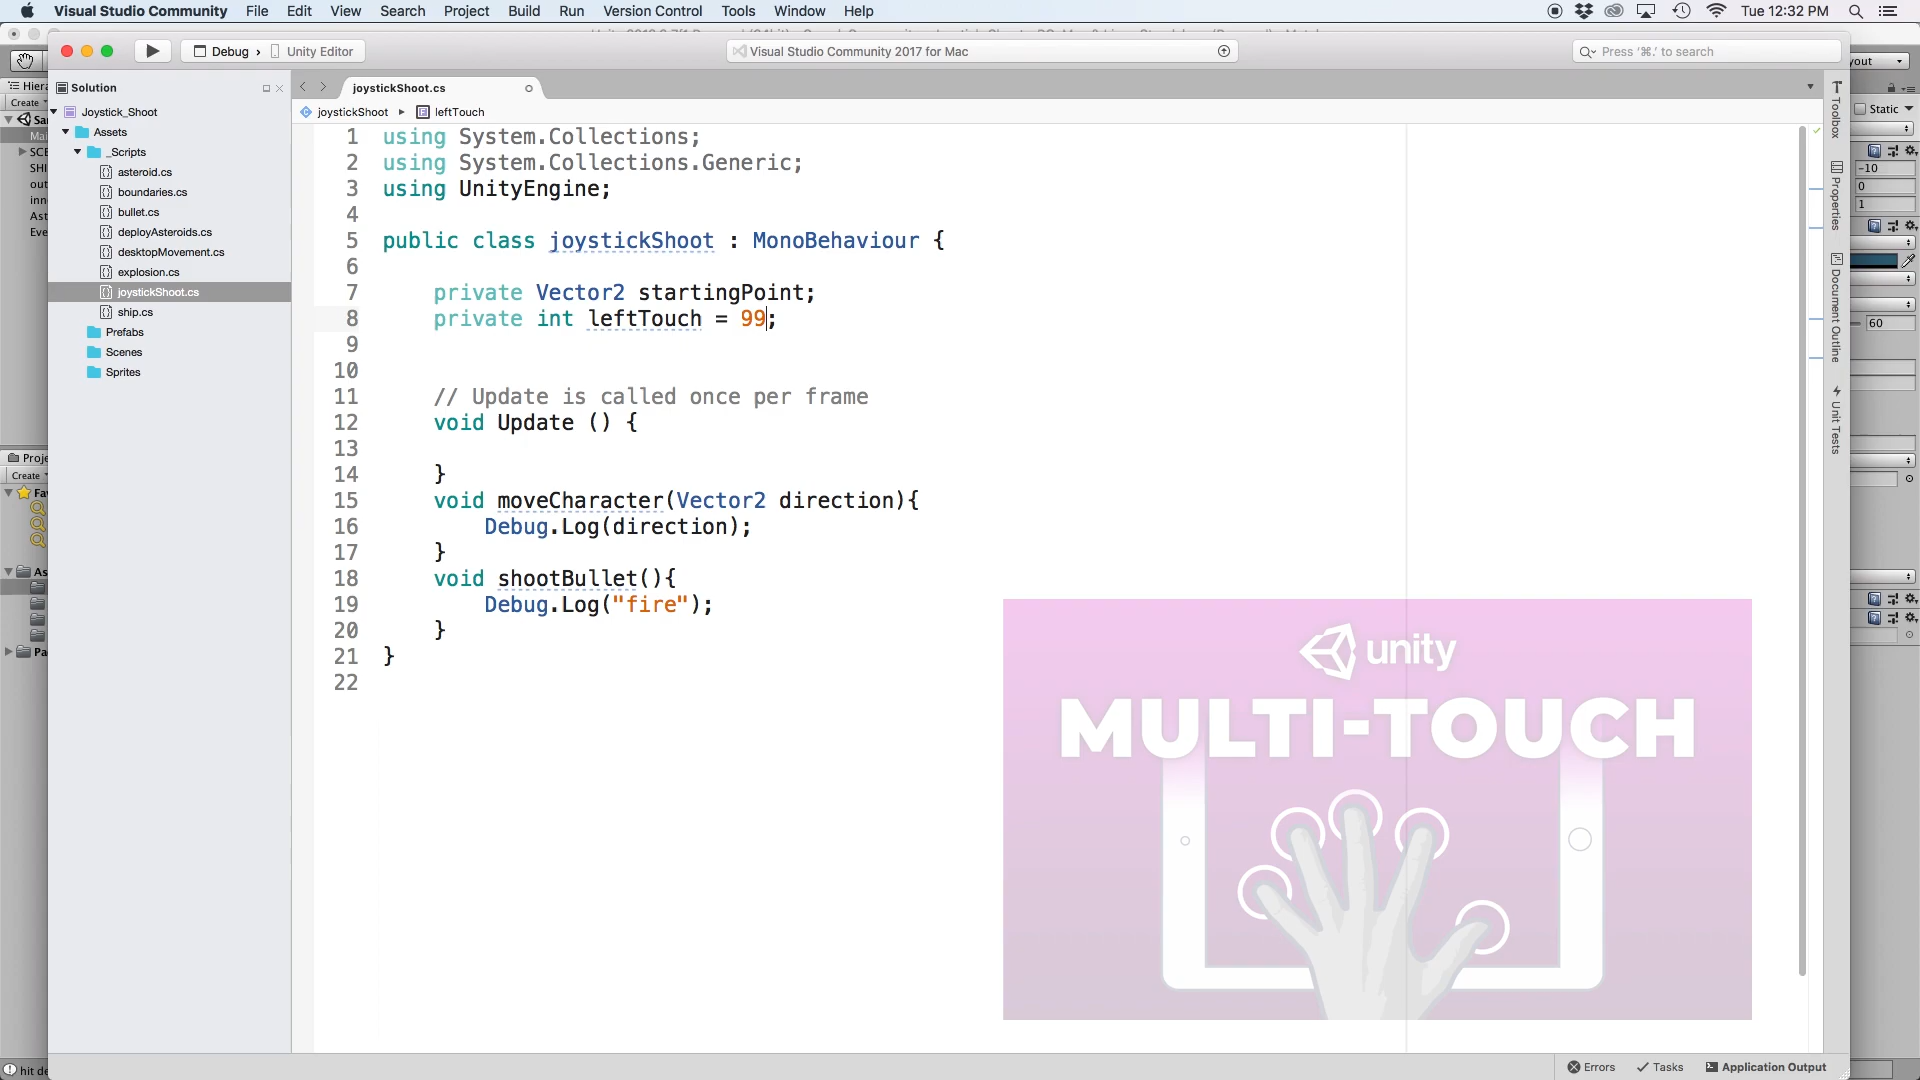 Visual Studio Community File Edit View Search Project Build Run Version Control Tools Window Help Tue 12:32 PM
Debug › Unity Editor
Visual Studio Community 2017 for Mac
Press '⌘.' to search
Solution
Joystick_Shoot
Assets
_Scripts
asteroid.cs
boundaries.cs
bullet.cs
deployAsteroids.cs
desktopMovement.cs
explosion.cs
joystickShoot.cs
ship.cs
Prefabs
Scenes
Sprites
joystickShoot.cs
joystickShoot ▸ leftTouch
1 using System.Collections;
2 using System.Collections.Generic;
3 using UnityEngine;
4
5 public class joystickShoot : MonoBehaviour {
6
7 private Vector2 startingPoint;
8 private int leftTouch = 99;
9
10
11 // Update is called once per frame
12 void Update () {
13
14 }
15 void moveCharacter(Vector2 direction){
16 Debug.Log(direction);
17 }
18 void shootBullet(){
19 Debug.Log("fire");
20 }
21 }
22
unity
MULTI-TOUCH
Toolbox
Properties
Document Outline
Unit Tests
Errors Tasks Application Output
Create
Create
Static
-10
0
1
60